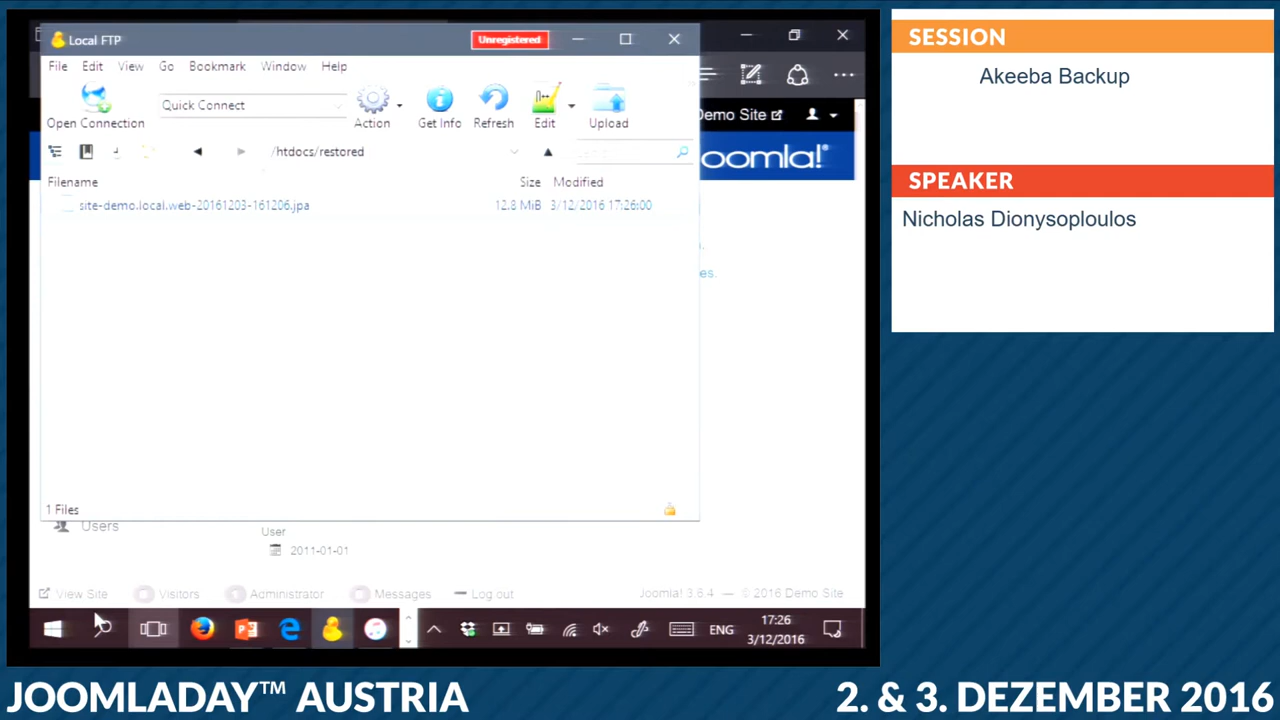 Local FTP
Unregistered
File Edit View Go Bookmark Window Help
Open Connection
Quick Connect
Action
Get Info
Refresh
Edit
Upload
/htdocs/restored
Filename Size Modified
site-demo.local.web-20161203-161206.jpa 12.8 MiB 3/12/2016 17:26:00
1 Files
Demo Site
oomla!
es.
Users
User
2011-01-01
View Site Visitors Administrator Messages Log out
Joomla! 3.6.4 — © 2016 Demo Site
ENG
17:26
3/12/2016
SESSION
Akeeba Backup
SPEAKER
Nicholas Dionysoploulos
JOOMLADAY™ AUSTRIA
2. & 3. DEZEMBER 2016